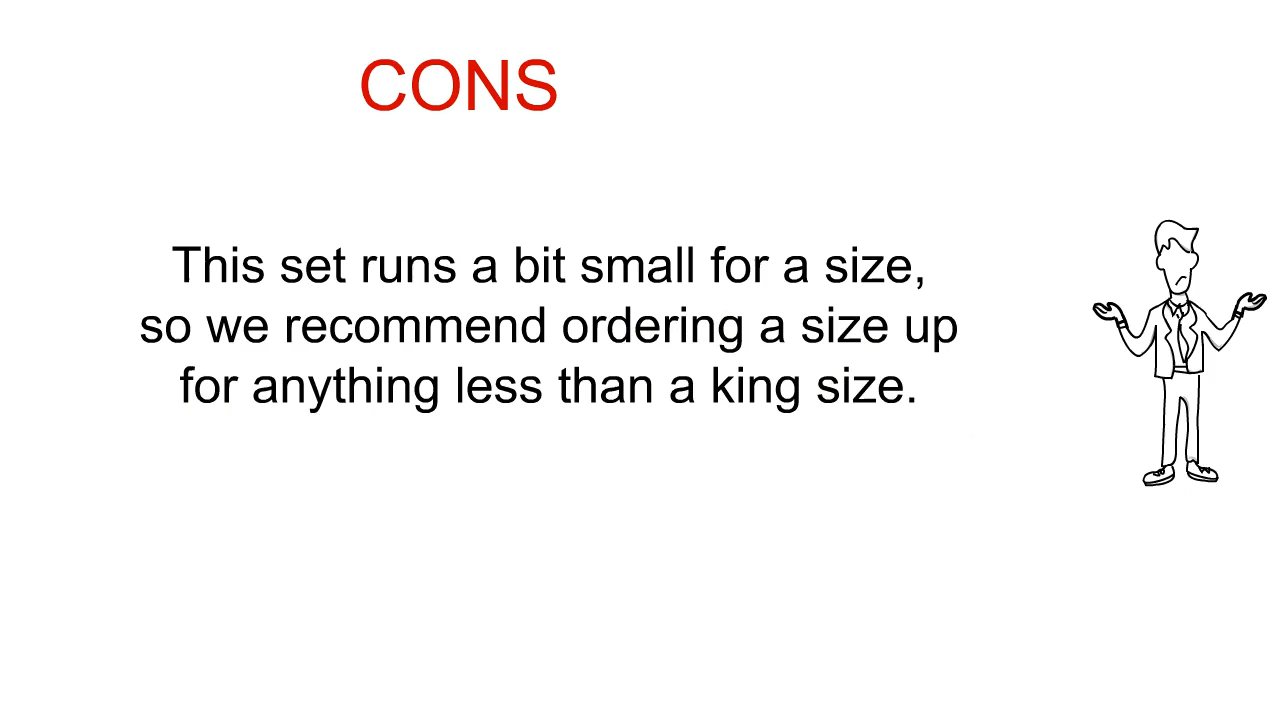 CONS
This set runs a bit small for a size,
so we recommend ordering a size up
for anything less than a king size.